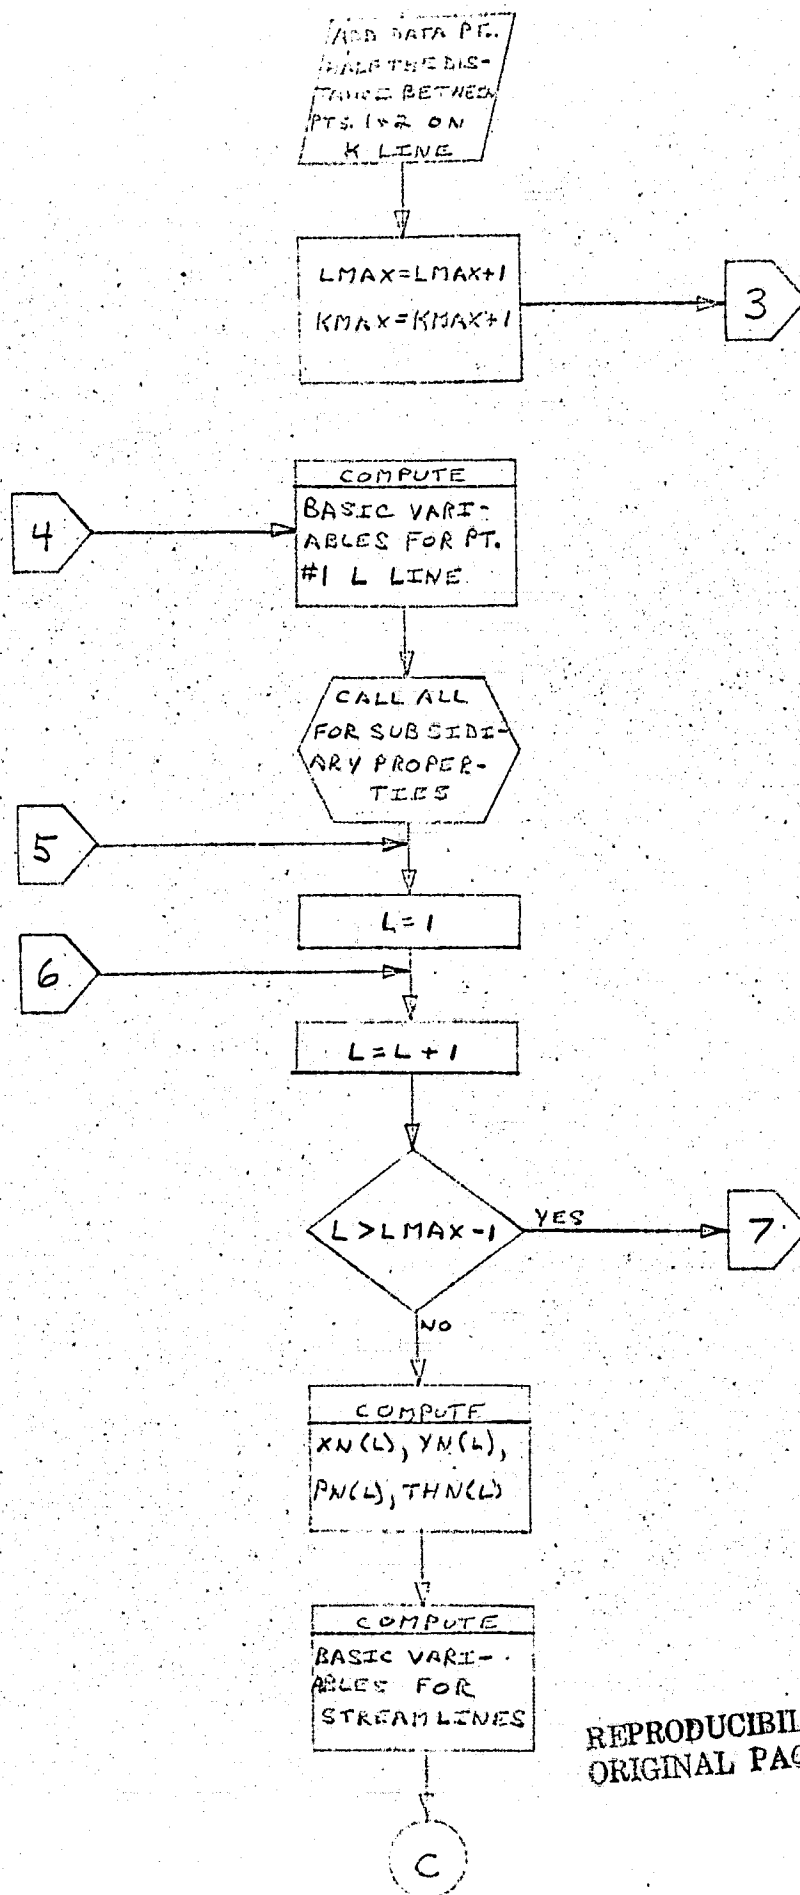 ADD DATA PT.
HALF THE DIS-
TANCE BETWEEN
PTS. 1&2 ON
K LINE
LMAX=LMAX+1
KMAX=KMAX+1
3
4
COMPUTE
BASIC VARI-
ABLES FOR PT.
#1 L LINE
CALL ALL
FOR SUBSIDI-
ARY PROPER-
TIES
5
L=1
6
L=L+1
L>LMAX-1
YES
7
NO
COMPUTE
XN(L), YN(L),
PN(L), THN(L)
COMPUTE
BASIC VARI-
ABLES FOR
STREAMLINES
REPRODUCIBIL
ORIGINAL PAG
C